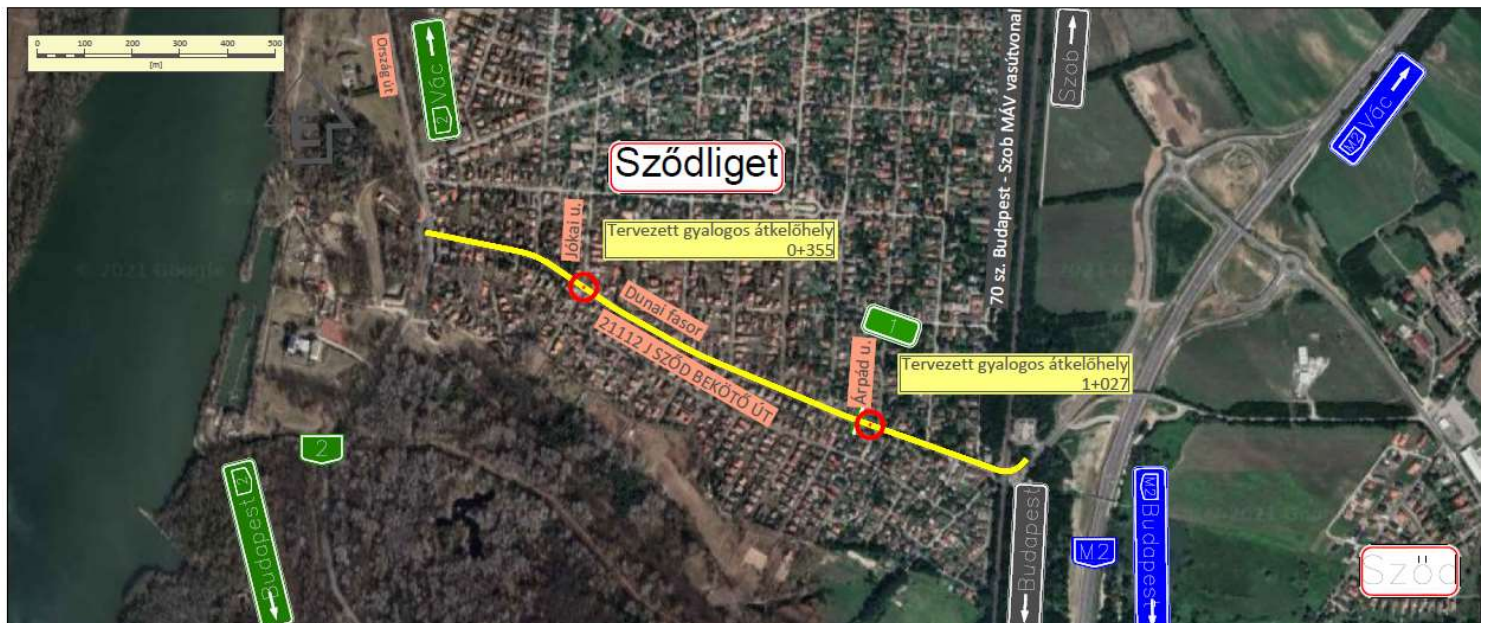 0 100 200 300 400 500
[m]
Ország út
2 Vác
Szob
M2 Vác
70 sz. Budapest - Szob MÁV vasútvonal
Sződliget
Jókai u.
Tervezett gyalogos átkelőhely
0+355
© 2021 Google
Dunai fasor
21112 J SZŐD BEKÖTŐ ÚT
1
Árpád u.
Tervezett gyalogos átkelőhely
1+027
2
Budapest 2
Budapest
M2
M2 Budapest
Sződ